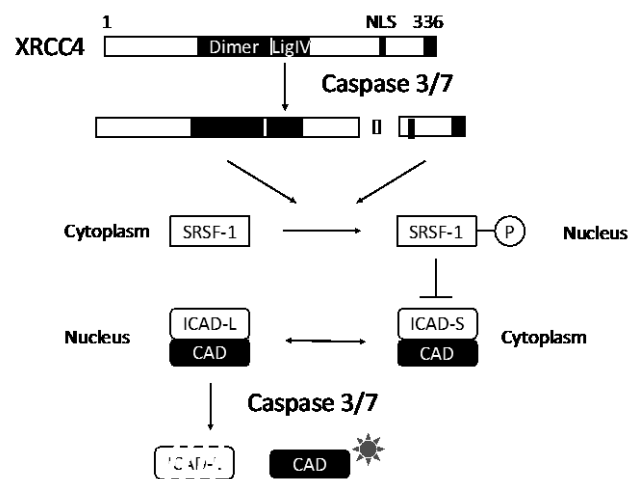 1 NLS 336
XRCC4 Dimer LigIV
Caspase 3/7
Cytoplasm SRSF-1 SRSF-1 P Nucleus
Nucleus ICAD-L ICAD-S Cytoplasm
CAD CAD
Caspase 3/7
ICAD-L CAD